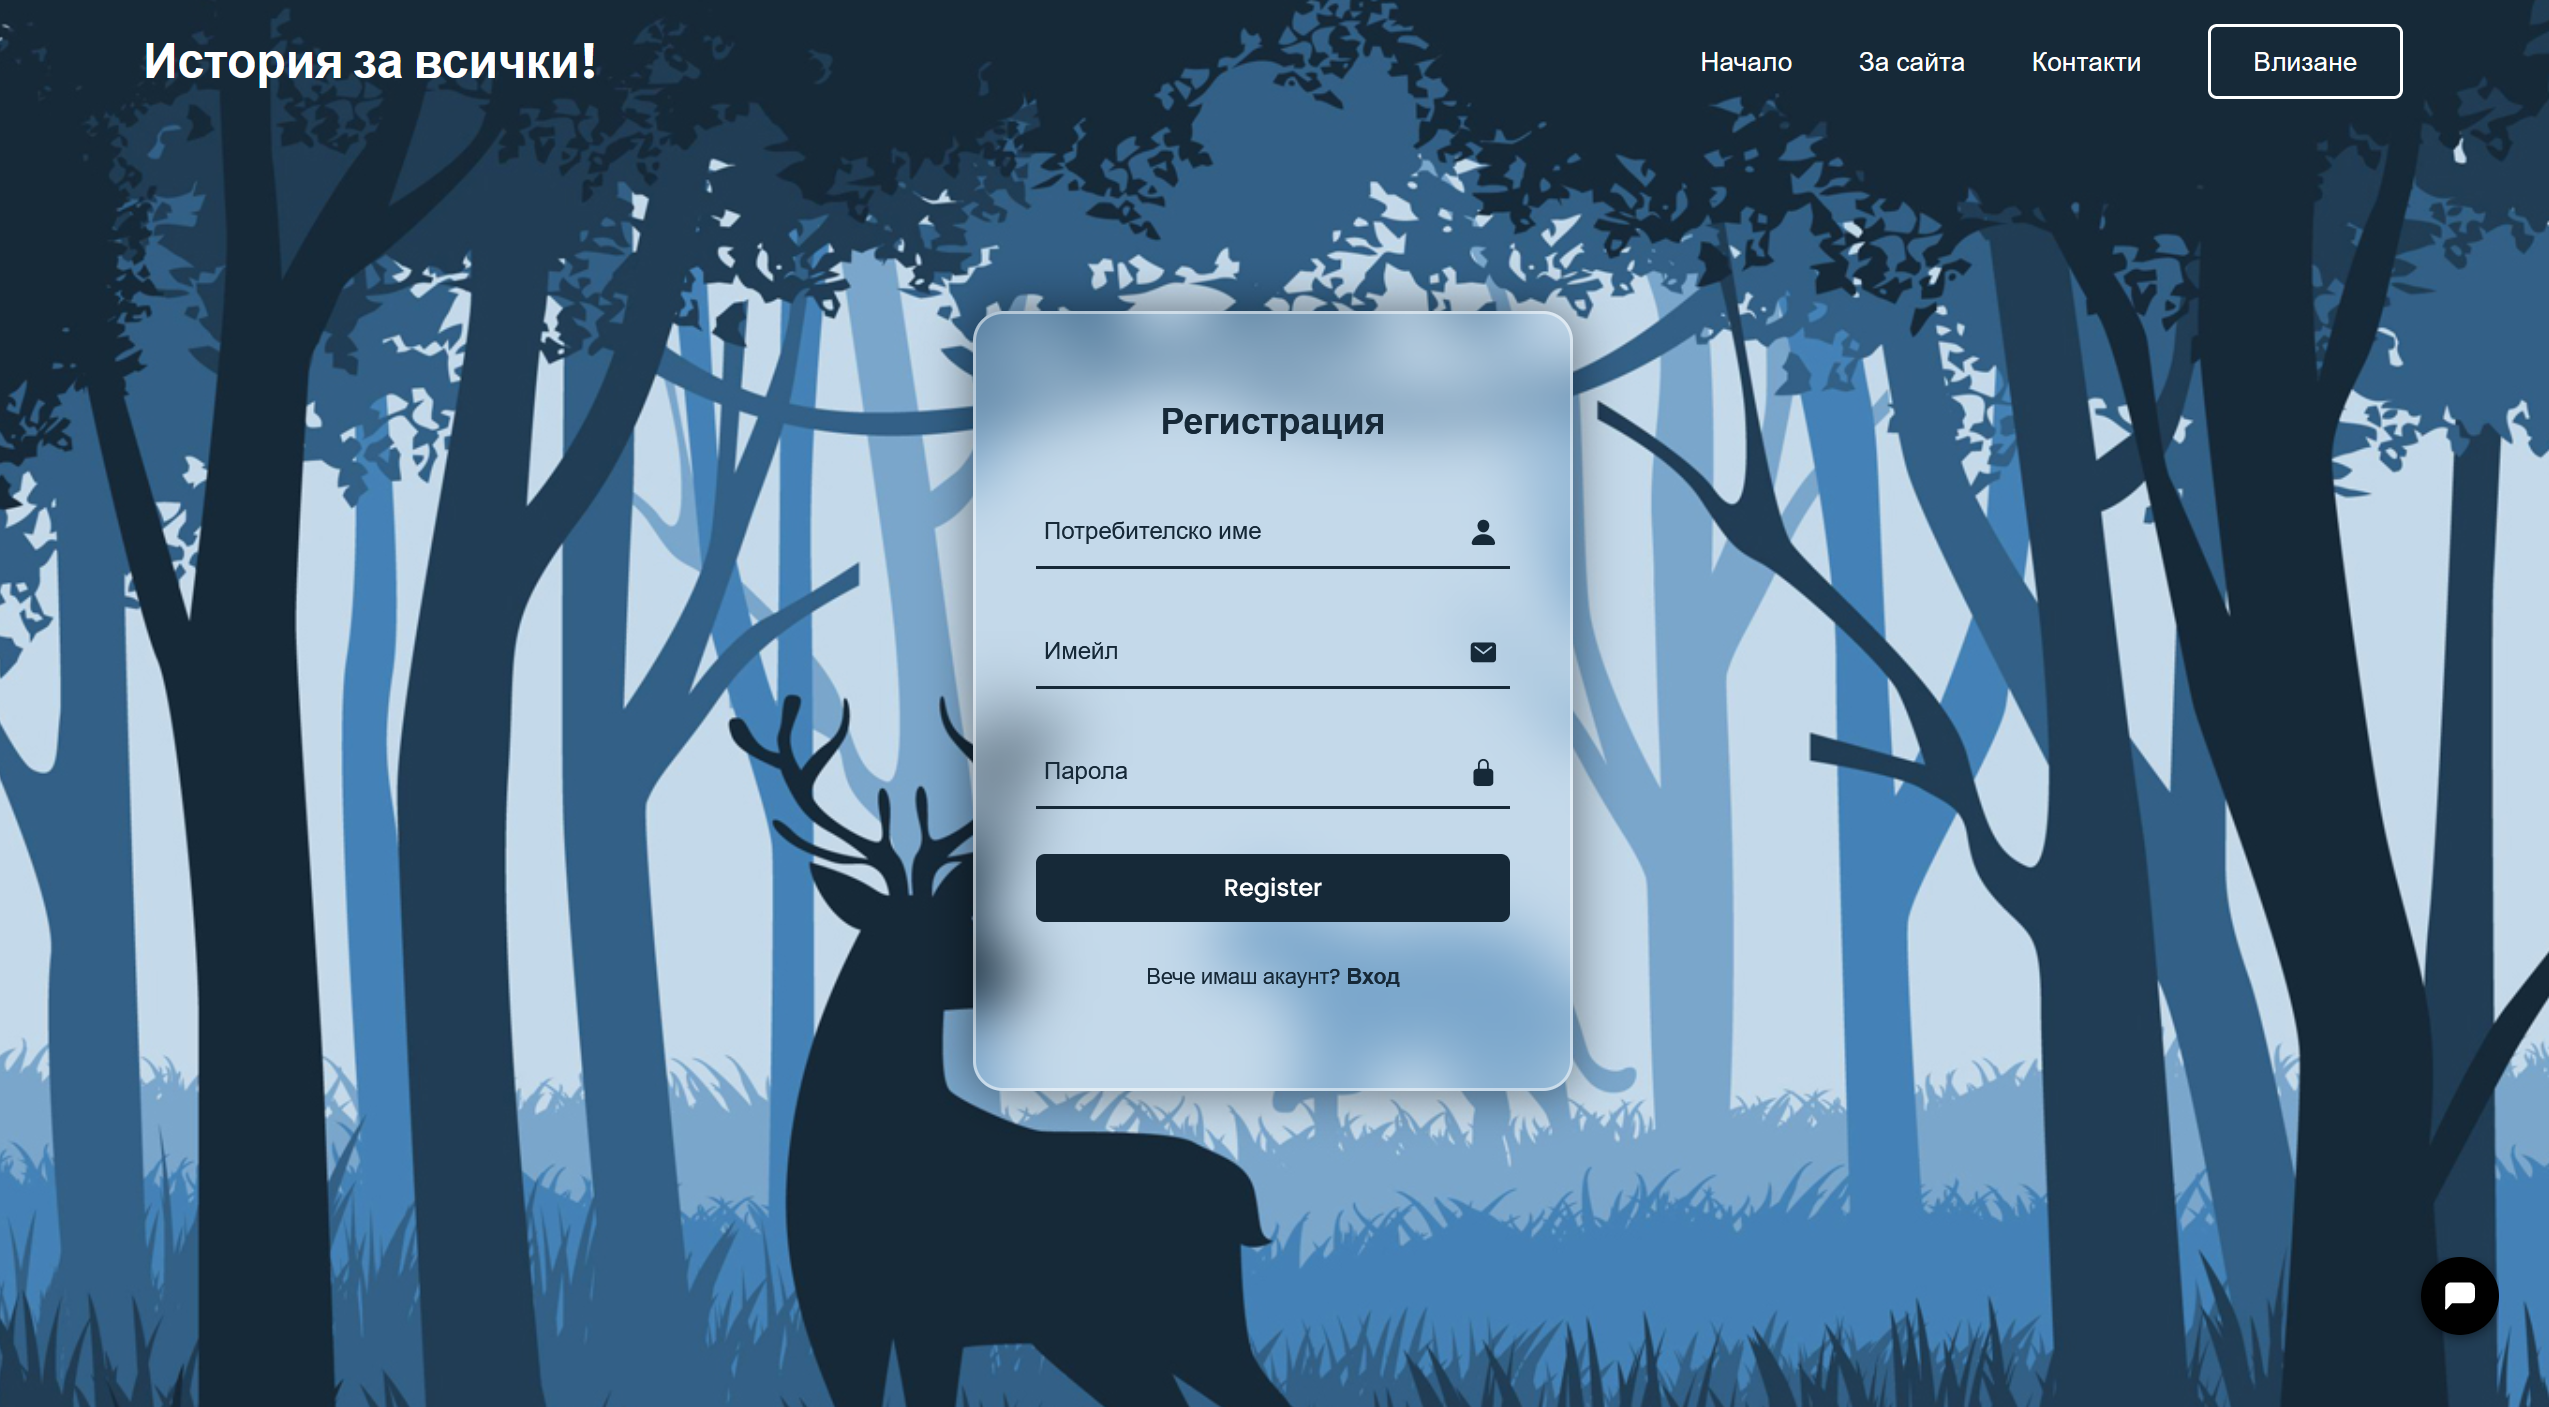 История за всички!
Начало
За сайта
Контакти
Влизане
Регистрация
Потребителско име
Имейл
Парола
Register
Вече имаш акаунт? Вход